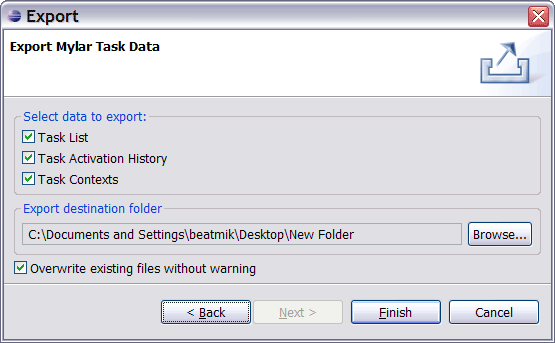 Export
Export Mylar Task Data
Select data to export:
Task List
Task Activation History
Task Contexts
Export destination folder
C:\Documents and Settings\beatmik\Desktop\New Folder
Browse...
Overwrite existing files without warning
< Back
Next >
Finish
Cancel